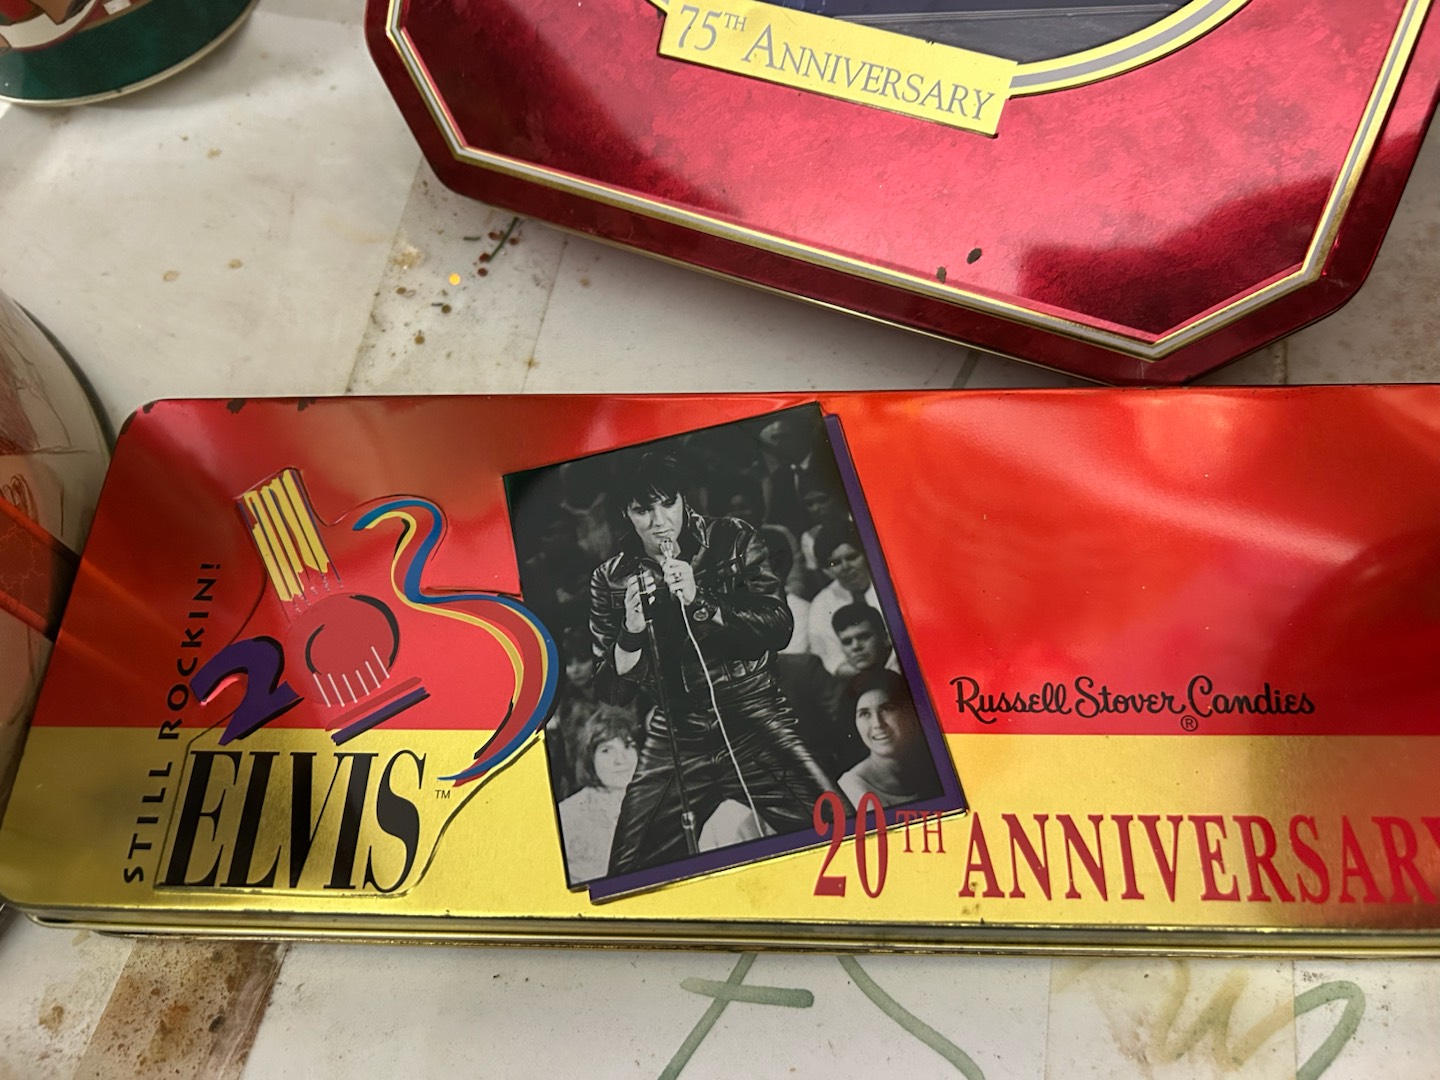 75TH ANNIVERSARY
STILL ROCKIN!
20
ELVIS™
Russell Stover Candies®
20TH ANNIVERSARY